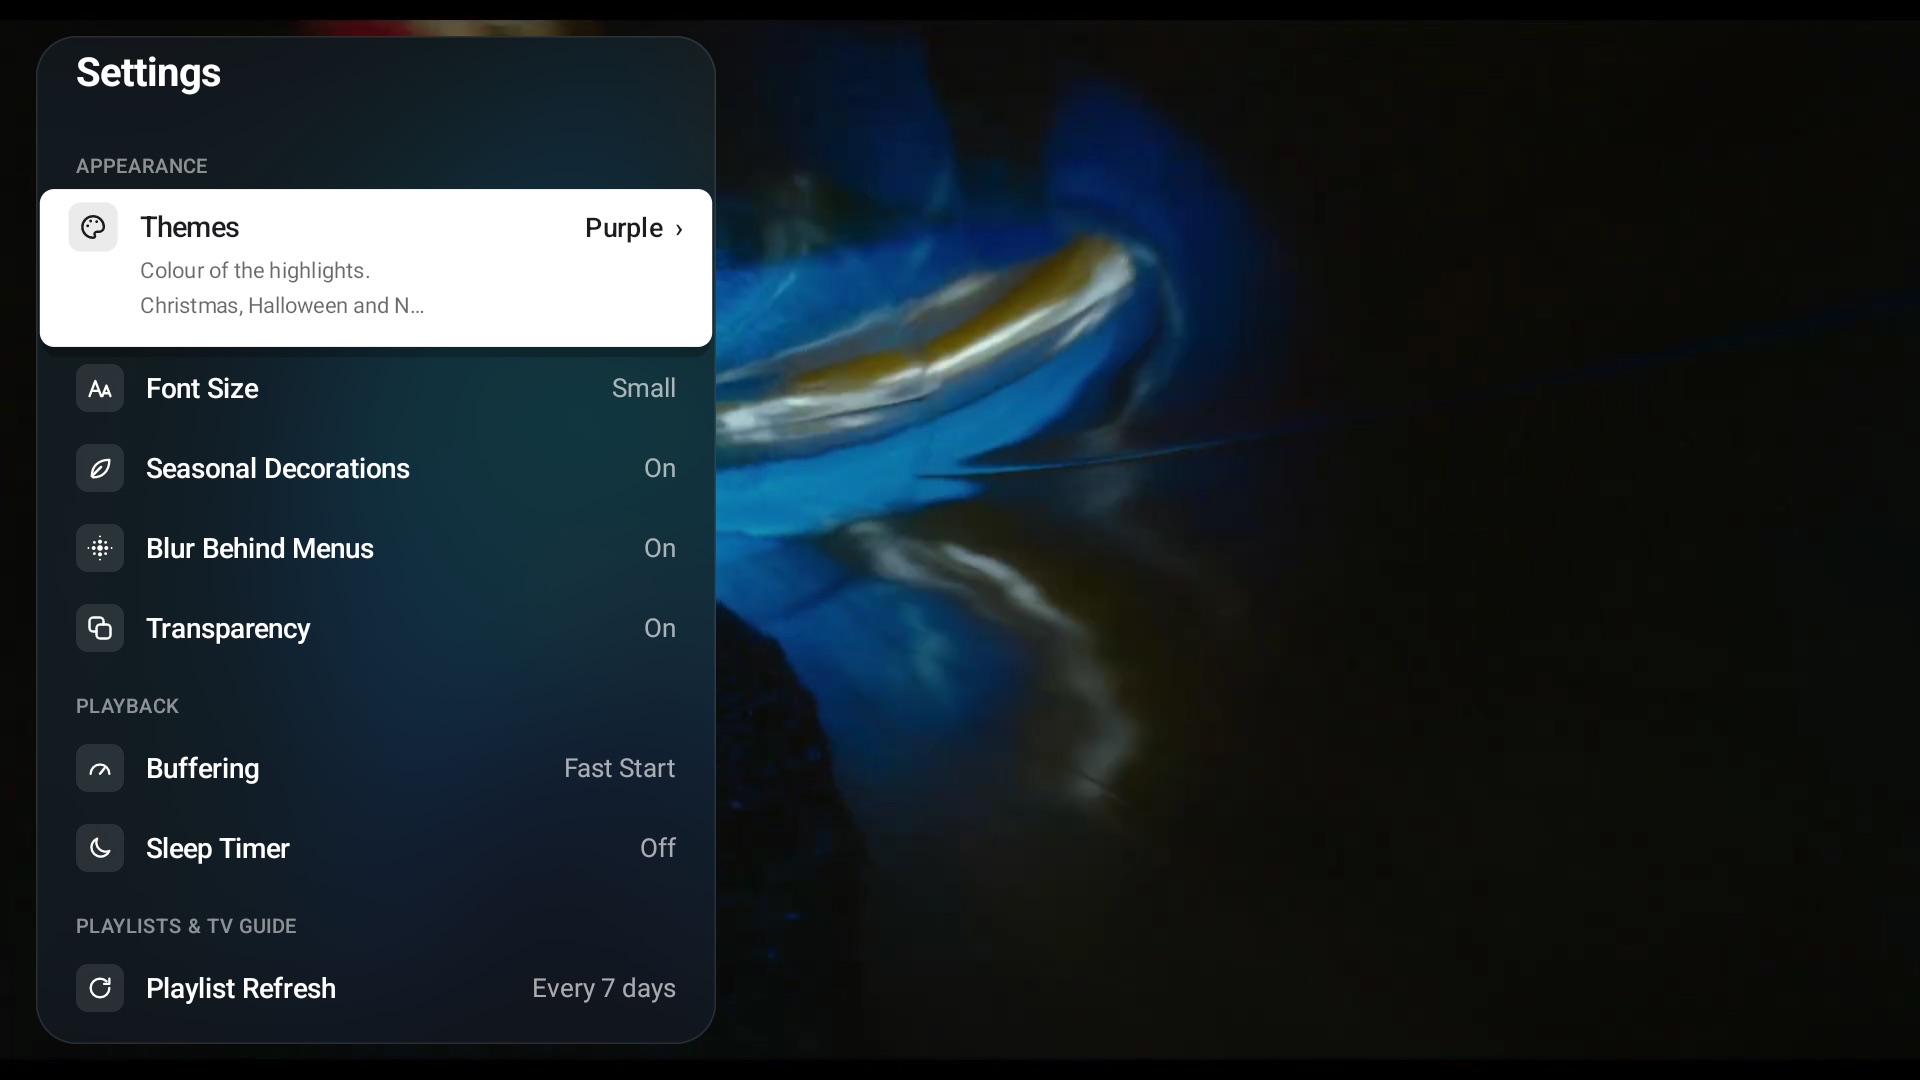 Settings
APPEARANCE
Themes
Purple ›
Colour of the highlights.
Christmas, Halloween and N...
Font Size
Small
Seasonal Decorations
On
Blur Behind Menus
On
Transparency
On
PLAYBACK
Buffering
Fast Start
Sleep Timer
Off
PLAYLISTS & TV GUIDE
Playlist Refresh
Every 7 days